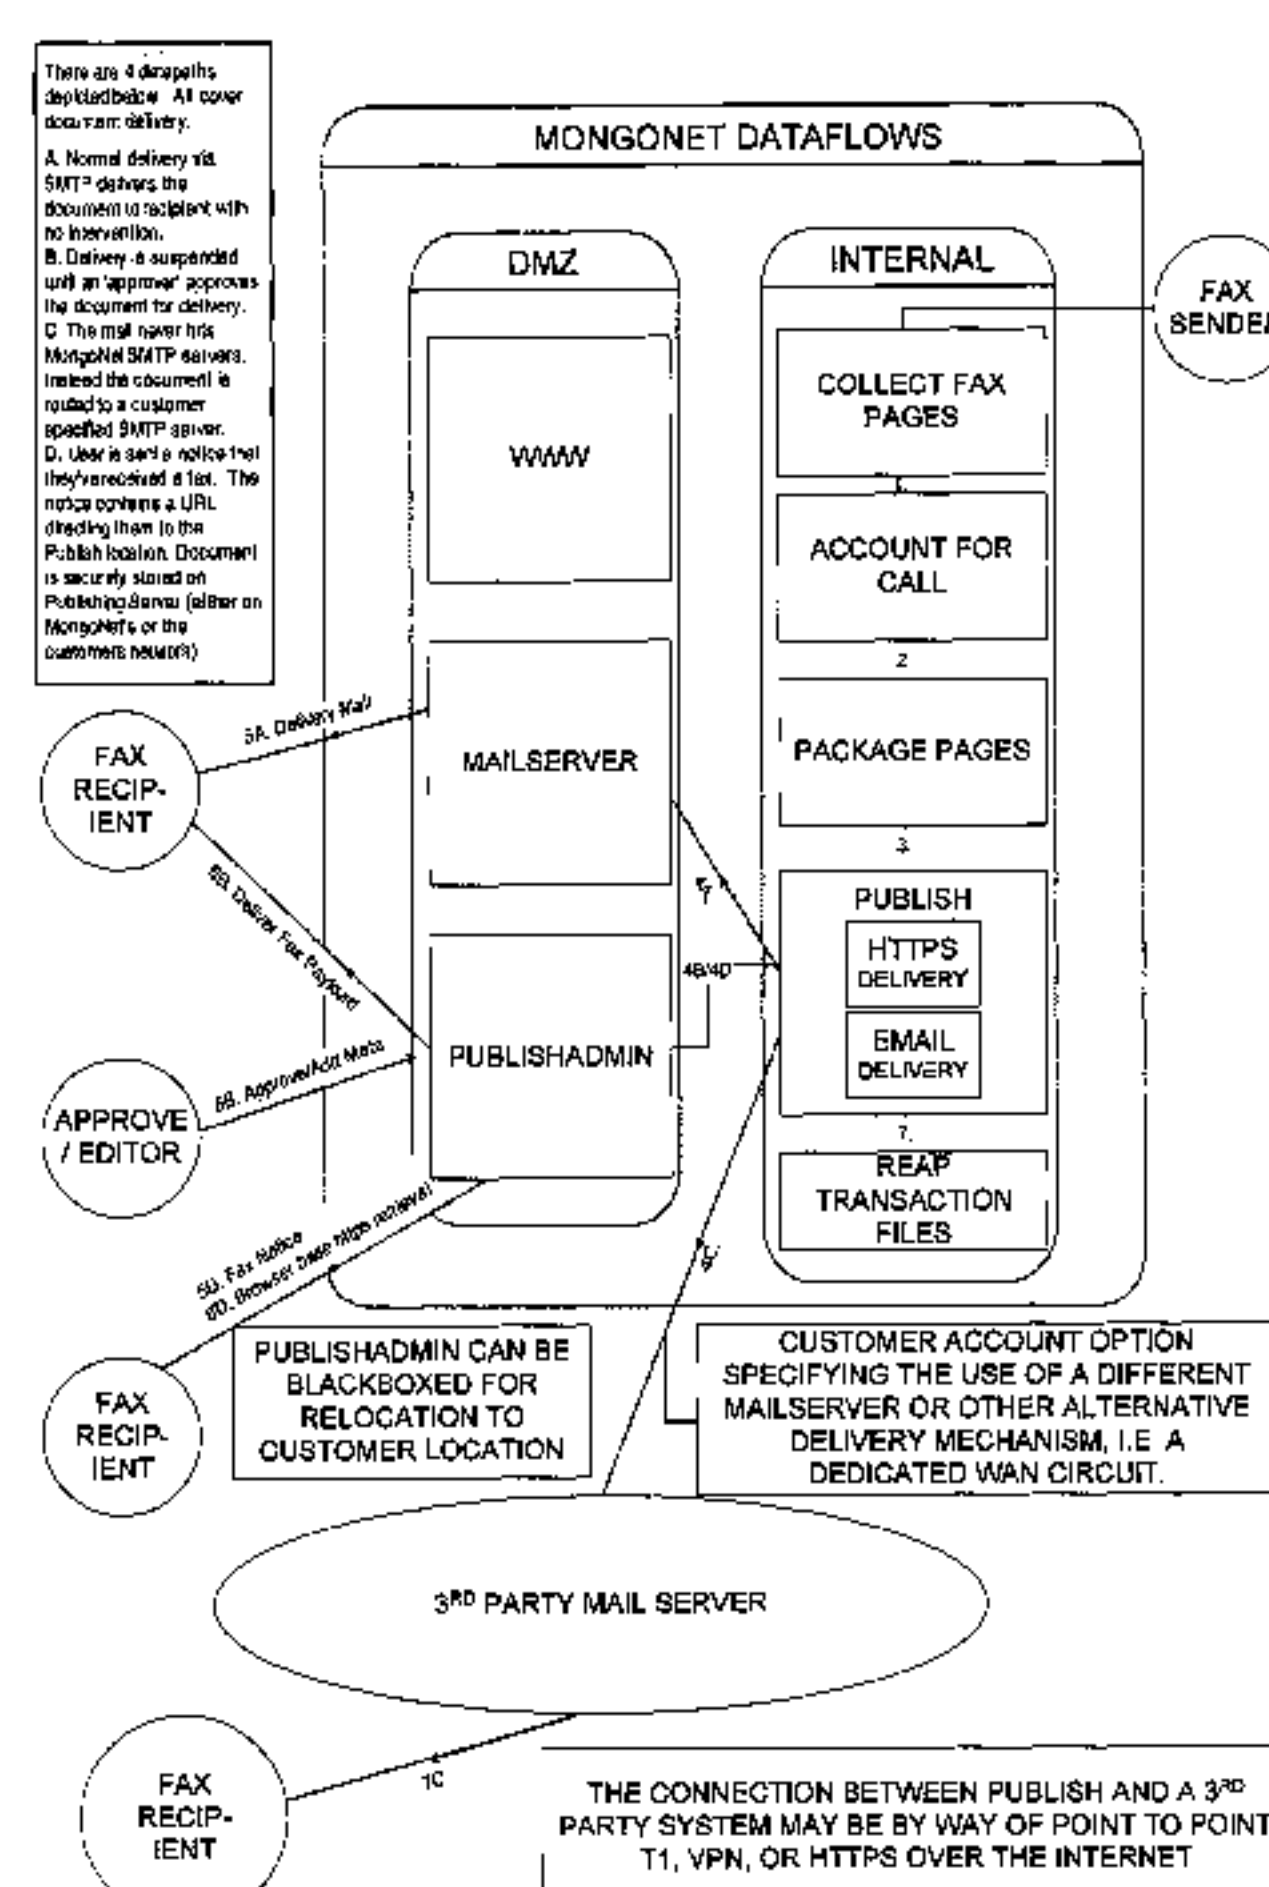 There are 4 datapaths
depicted below. All cover
document delivery.
A. Normal delivery via
SMTP delivers the
document to recipient with
no intervention.
B. Delivery is suspended
until an 'approver' approves
the document for delivery.
C. The mail never hits
MongoNet SMTP servers.
Instead the document is
routed to a customer
specified SMTP server.
D. User is sent a notice that
they've received a fax. The
notice contains a URL
directing them to the
Publish location. Document
is securely stored on
Publishing Server (either on
MongoNet's or the
customers network)
MONGONET DATAFLOWS
DMZ
INTERNAL
FAX
SENDER
COLLECT FAX
PAGES
WWW
ACCOUNT FOR
CALL
2
5A. Delivery Mail
FAX
RECIP-
IENT
MAILSERVER
PACKAGE PAGES
3.
6B. Deliver Fax Payload
PUBLISH
HTTPS
DELIVERY
4B/4D
EMAIL
DELIVERY
PUBLISHADMIN
5B. Approve/Add Meta
APPROVE
/ EDITOR
7.
REAP
TRANSACTION
FILES
5D. Fax Notice
6D. Browser base https retrieval
PUBLISHADMIN CAN BE
BLACKBOXED FOR
RELOCATION TO
CUSTOMER LOCATION
CUSTOMER ACCOUNT OPTION
SPECIFYING THE USE OF A DIFFERENT
MAILSERVER OR OTHER ALTERNATIVE
DELIVERY MECHANISM, I.E A
DEDICATED WAN CIRCUIT.
FAX
RECIP-
IENT
3RD PARTY MAIL SERVER
1C
FAX
RECIP-
IENT
THE CONNECTION BETWEEN PUBLISH AND A 3RD
PARTY SYSTEM MAY BE BY WAY OF POINT TO POINT
T1, VPN, OR HTTPS OVER THE INTERNET